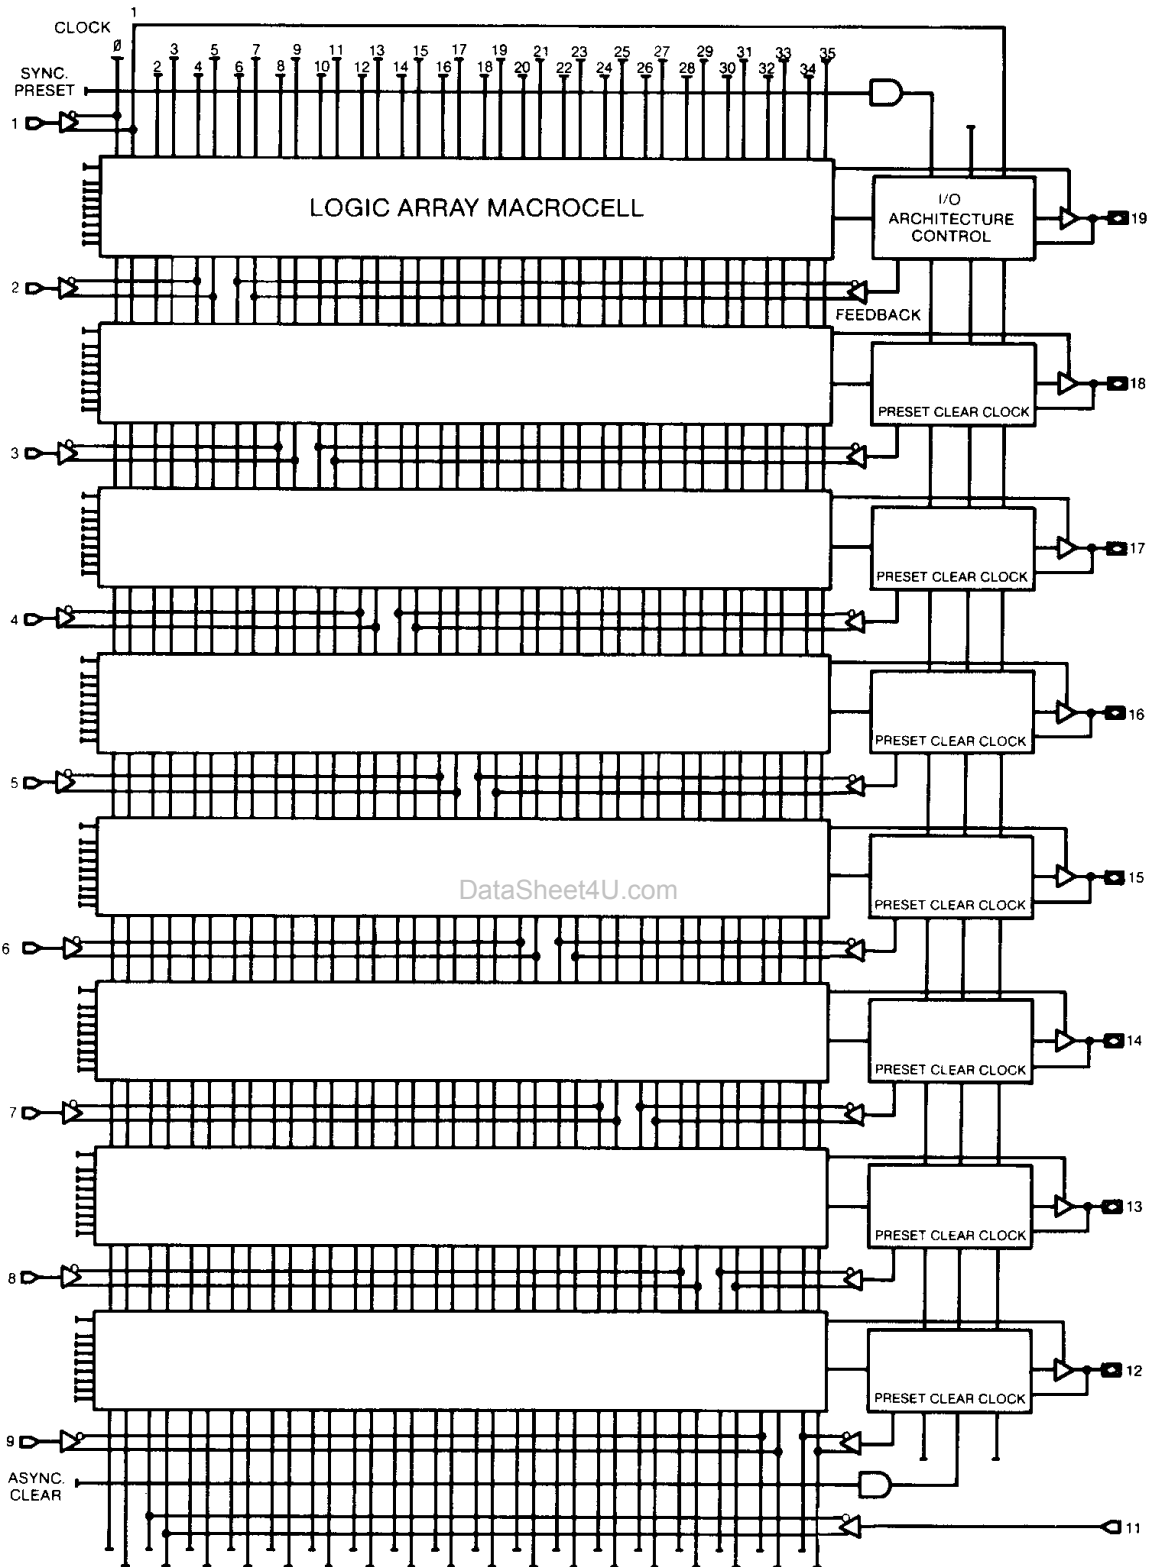 1
CLOCK
Ø
3 5 7 9 11 13 15 17 19 21 23 25 27 29 31 33 35
2 4 6 8 10 12 14 16 18 20 22 24 26 28 30 32 34
SYNC.
PRESET
1
LOGIC ARRAY MACROCELL
I/O
ARCHITECTURE
CONTROL
19
2
FEEDBACK
18
PRESET CLEAR CLOCK
3
17
PRESET CLEAR CLOCK
4
16
PRESET CLEAR CLOCK
5
15
DataSheet4U.com
PRESET CLEAR CLOCK
6
14
PRESET CLEAR CLOCK
7
13
PRESET CLEAR CLOCK
8
12
PRESET CLEAR CLOCK
9
ASYNC.
CLEAR
11